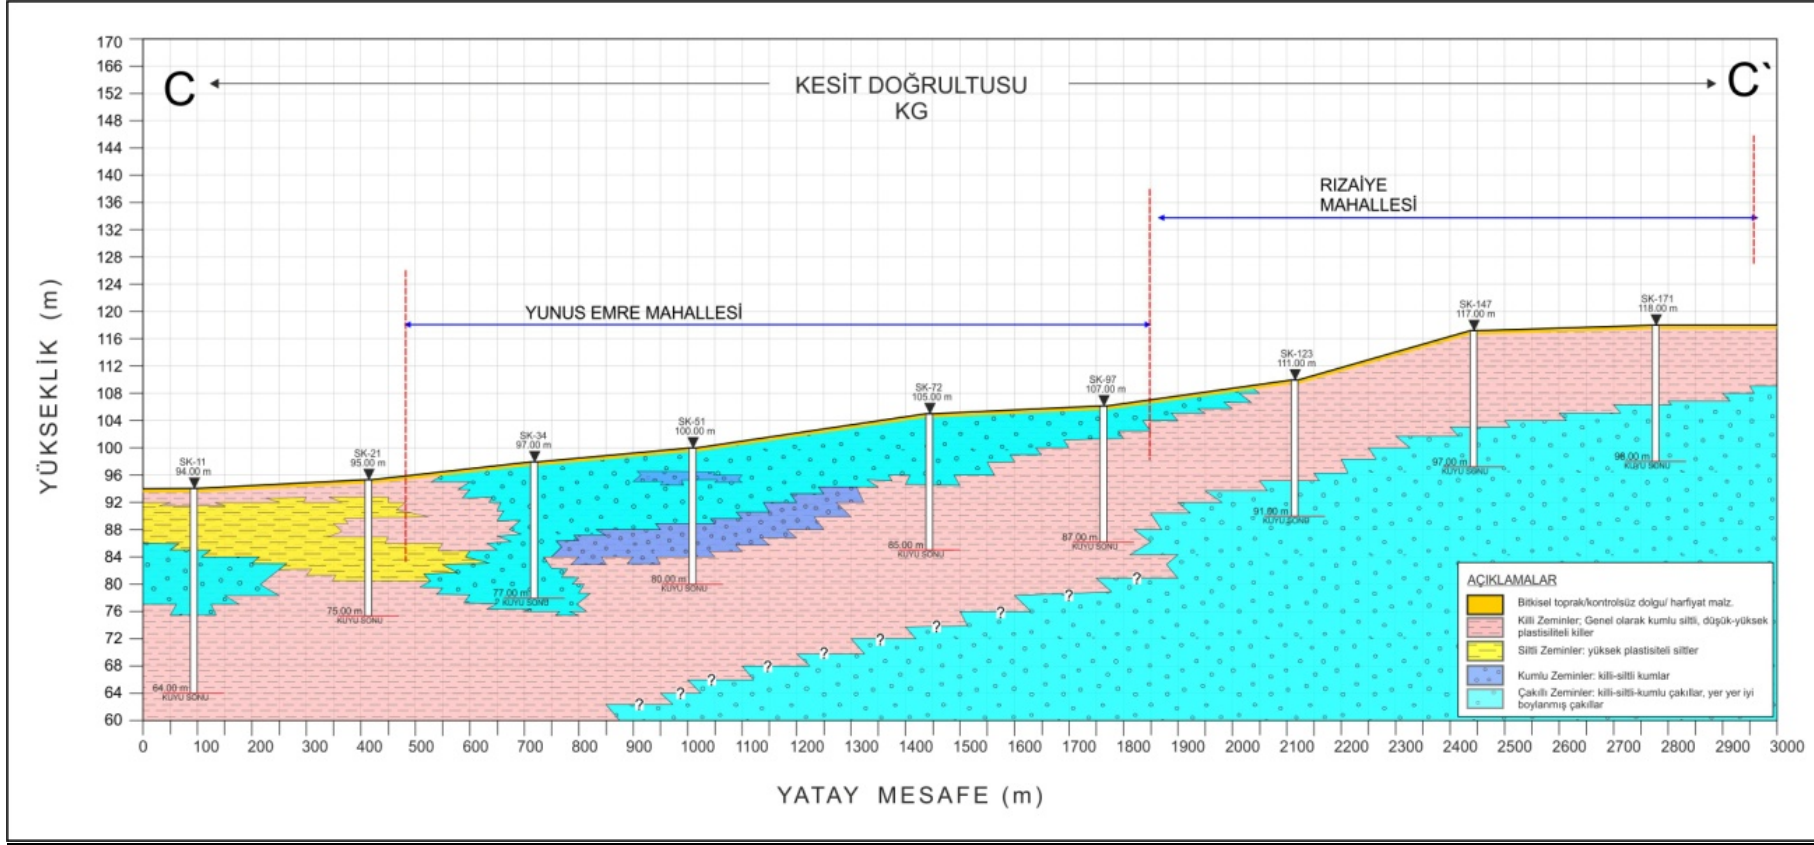 C
KESİT DOĞRULTUSU
KG
C`
RIZAİYE
MAHALLESİ
YUNUS EMRE MAHALLESİ
YÜKSEKLİK (m)
170
166
152
148
144
140
136
132
128
124
120
116
112
108
104
100
96
92
88
84
80
76
72
68
64
60
SK-11
94.00 m
SK-21
95.00 m
SK-34
97.00 m
SK-51
100.00 m
SK-72
105.00 m
SK-97
107.00 m
SK-123
111.00 m
SK-147
117.00 m
SK-171
118.00 m
64.00 m
KUYU SONU
75.00 m
KUYU SONU
77.00 m
KUYU SONU
80.00 m
KUYU SONU
85.00 m
KUYU SONU
87.00 m
KUYU SONU
91.00 m
KUYU SONU
97.00 m
KUYU SONU
98.00 m
KUYU SONU
? ? ? ? ? ? ? ? ? ? ?
AÇIKLAMALAR
Bitkisel toprak/kontrolsüz dolgu/ harfiyat malz.
Killi Zeminler; Genel olarak kumlu siltli, düşük-yüksek
plastisiliteli killer
Siltli Zeminler: yüksek plastisiteli siltler
Kumlu Zeminler: killi-siltli kumlar
Çakıllı Zeminler: killi-siltli-kumlu çakıllar, yer yer iyi
boylanmış çakıllar
0 100 200 300 400 500 600 700 800 900 1000 1100 1200 1300 1400 1500 1600 1700 1800 1900 2000 2100 2200 2300 2400 2500 2600 2700 2800 2900 3000
YATAY MESAFE (m)